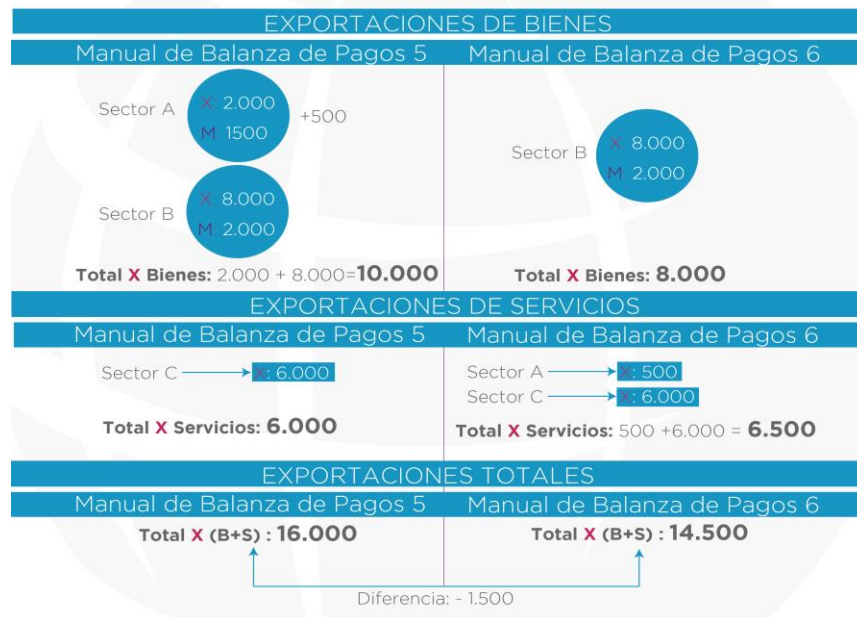 EXPORTACIONES DE BIENES
Manual de Balanza de Pagos 5
Sector A
X: 2.000
M: 1500
+500
Sector B
X: 8.000
M: 2.000
Total X Bienes: 2.000 + 8.000=10.000
Manual de Balanza de Pagos 6
Sector B
X: 8.000
M: 2.000
Total X Bienes: 8.000
EXPORTACIONES DE SERVICIOS
Manual de Balanza de Pagos 5
Sector C
X: 6.000
Total X Servicios: 6.000
Manual de Balanza de Pagos 6
Sector A
X: 500
Sector C
X: 6.000
Total X Servicios: 500 +6.000 = 6.500
EXPORTACIONES TOTALES
Manual de Balanza de Pagos 5
Total X (B+S) : 16.000
Manual de Balanza de Pagos 6
Total X (B+S) : 14.500
Diferencia: - 1.500